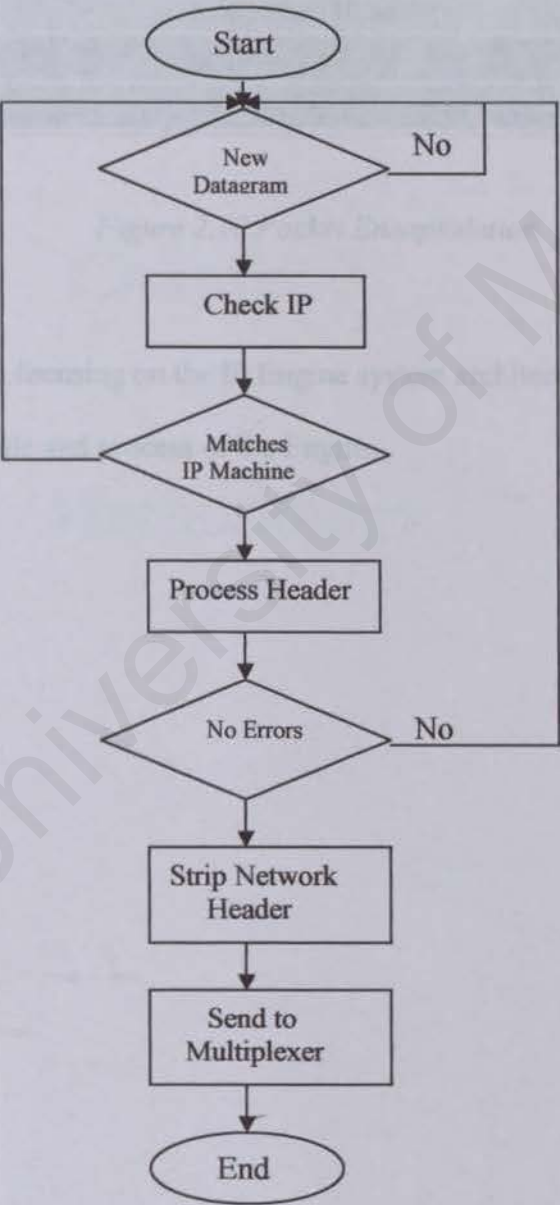 Start
No
New
Datagram
Check IP
Matches
IP Machine
Process Header
No Errors
No
Strip Network
Header
Send to
Multiplexer
End